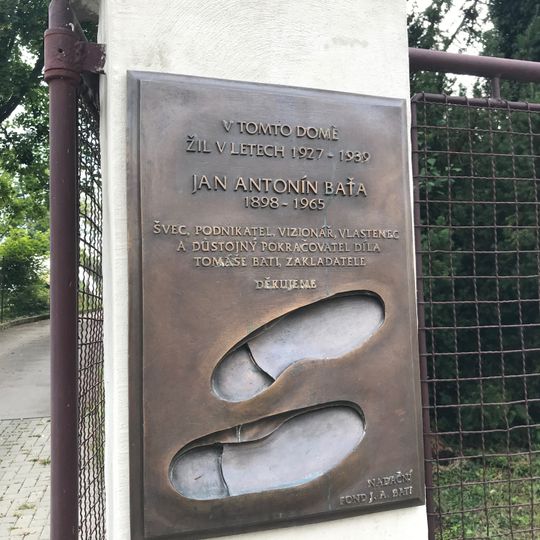 V TOMTO DOMĚ
ŽIL V LETECH 1927 - 1939
JAN ANTONÍN BAŤA
1898 - 1965
ŠVEC, PODNIKATEL, VIZIONÁŘ, VLASTENEC
A DŮSTOJNÝ POKRAČOVATEL DÍLA
TOMÁŠE BATI, ZAKLADATELE
DĚKUJEME
NADAČNÍ
FOND J. A. BATI